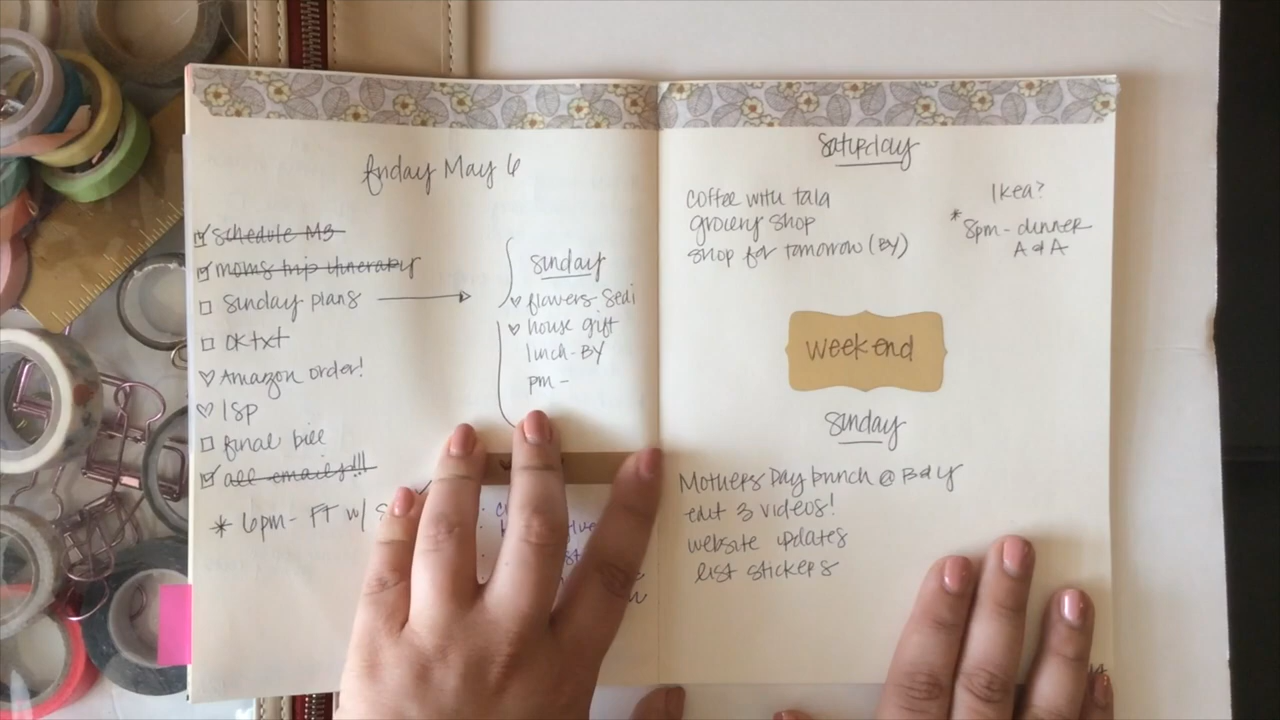 friday May 6
schedule MB
moms trip itinerary
sunday plans
OK txt
Amazon order!
ISP
final bill
all emails!!!
* 6pm - FT w/ S
sunday
flowers Sedi
house gift
lunch - BY
pm -
Saturday
coffee with tala
grocery shop
shop for tomorrow (BY)
Ikea?
* 8pm - dinner
A & A
weekend
sunday
Mothers Day brunch @
edit 3 videos!
website updates
list stickers